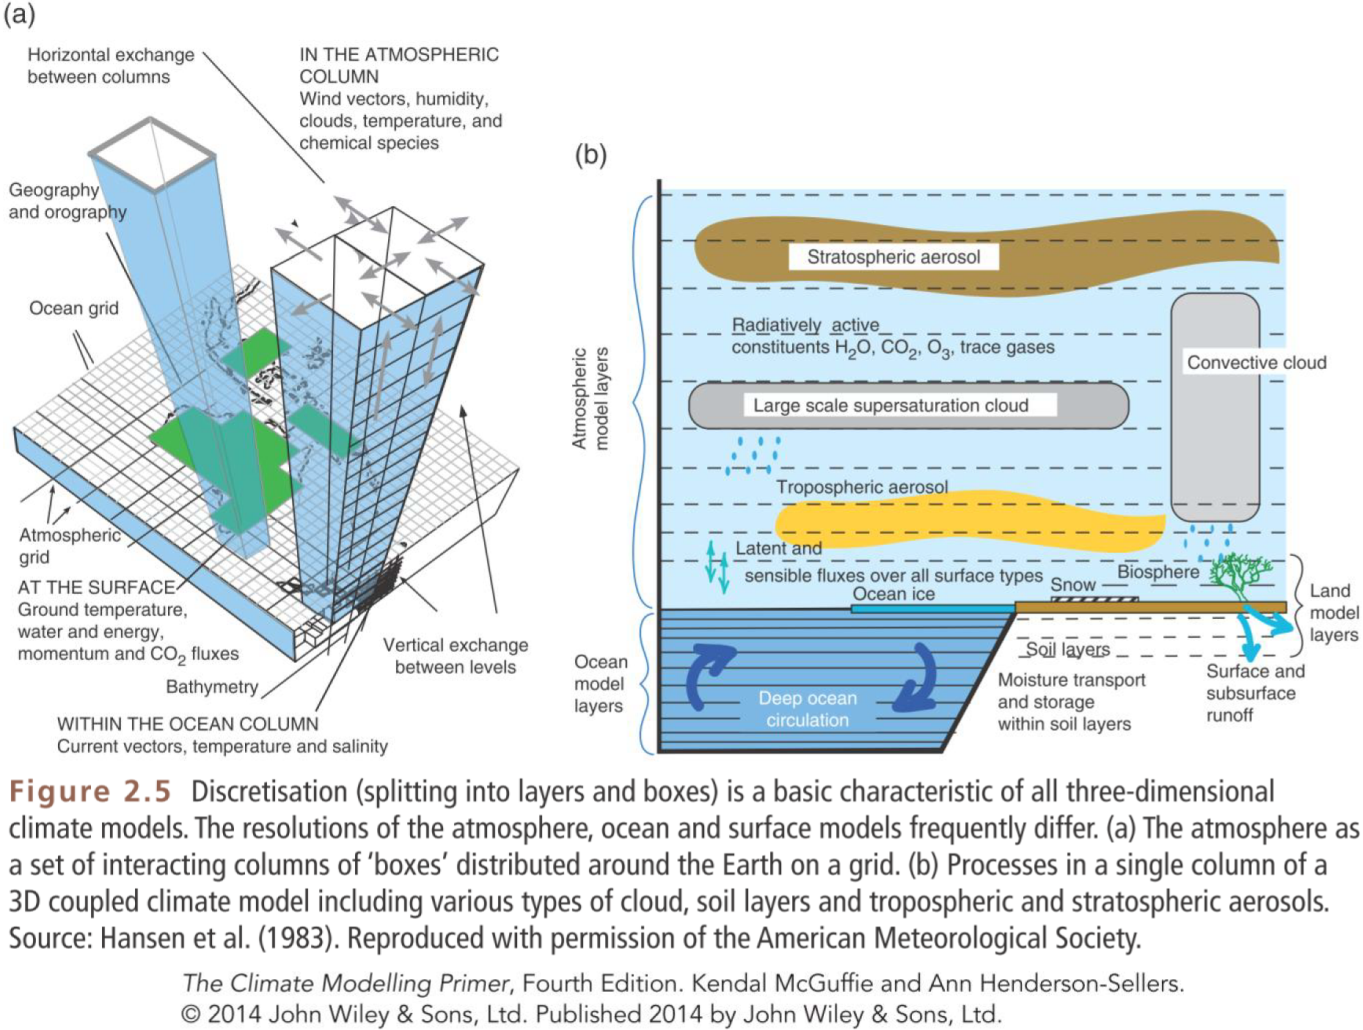 (a)
Horizontal exchange
between columns
IN THE ATMOSPHERIC
COLUMN
Wind vectors, humidity,
clouds, temperature, and
chemical species
Geography
and orography
Ocean grid
Atmospheric
grid
AT THE SURFACE
Ground temperature,
water and energy,
momentum and CO₂ fluxes
Bathymetry
Vertical exchange
between levels
WITHIN THE OCEAN COLUMN
Current vectors, temperature and salinity
(b)
Atmospheric
model layers
Stratospheric aerosol
Radiatively active
constituents H₂O, CO₂, O₃, trace gases
Convective cloud
Large scale supersaturation cloud
Tropospheric aerosol
Latent and
sensible fluxes over all surface types
Biosphere
Snow
Ocean ice
Land
model
layers
Ocean
model
layers
Soil layers
Deep ocean
circulation
Moisture transport
and storage
within soil layers
Surface and
subsurface
runoff
Figure 2.5 Discretisation (splitting into layers and boxes) is a basic characteristic of all three-dimensional
climate models. The resolutions of the atmosphere, ocean and surface models frequently differ. (a) The atmosphere as
a set of interacting columns of ‘boxes’ distributed around the Earth on a grid. (b) Processes in a single column of a
3D coupled climate model including various types of cloud, soil layers and tropospheric and stratospheric aerosols.
Source: Hansen et al. (1983). Reproduced with permission of the American Meteorological Society.
The Climate Modelling Primer, Fourth Edition. Kendal McGuffie and Ann Henderson-Sellers.
© 2014 John Wiley & Sons, Ltd. Published 2014 by John Wiley & Sons, Ltd.